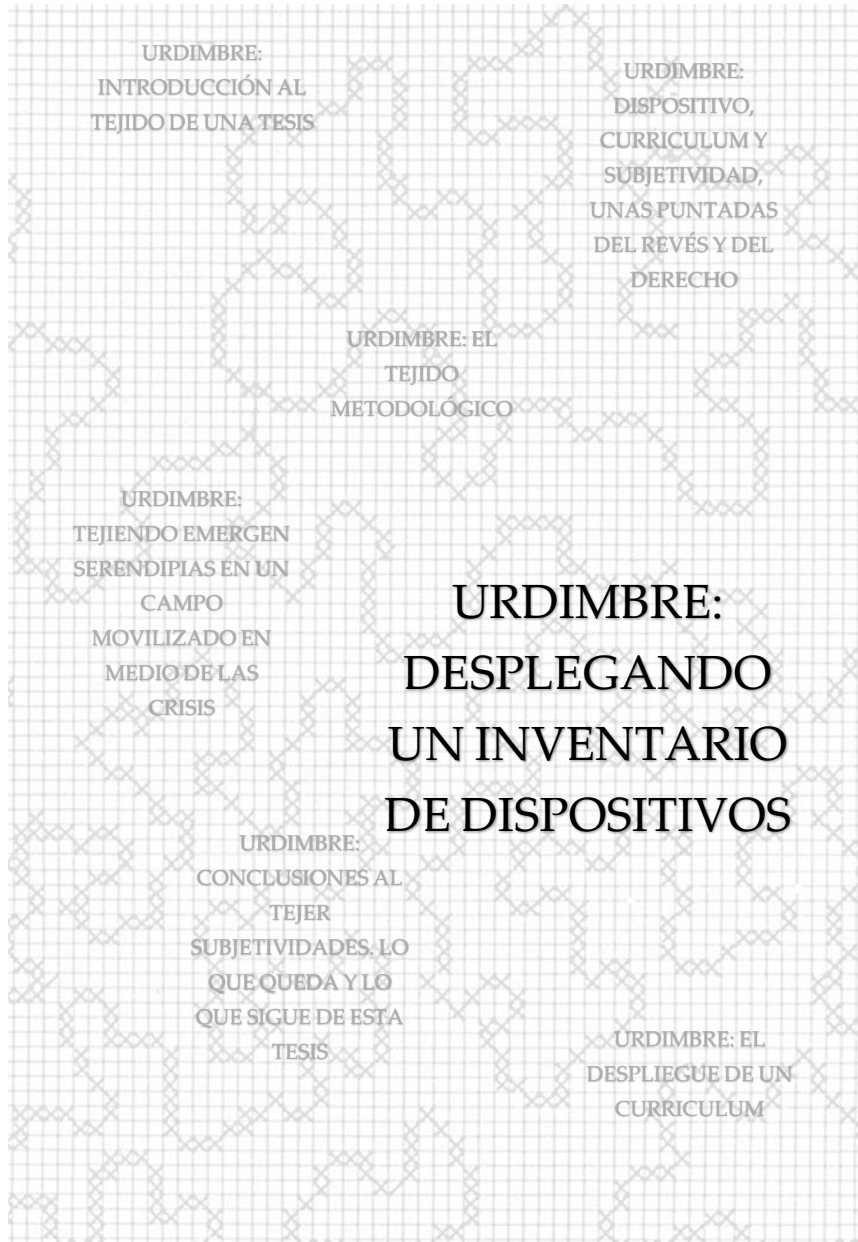 URDIMBRE:
INTRODUCCIÓN AL
TEJIDO DE UNA TESIS
URDIMBRE:
DISPOSITIVO,
CURRICULUM Y
SUBJETIVIDAD,
UNAS PUNTADAS
DEL REVÉS Y DEL
DERECHO
URDIMBRE: EL
TEJIDO
METODOLÓGICO
URDIMBRE:
TEJIENDO EMERGEN
SERENDIPIAS EN UN
CAMPO
MOVILIZADO EN
MEDIO DE LAS
CRISIS
URDIMBRE:
DESPLEGANDO
UN INVENTARIO
DE DISPOSITIVOS
URDIMBRE:
CONCLUSIONES AL
TEJER
SUBJETIVIDADES. LO
QUE QUEDA Y LO
QUE SIGUE DE ESTA
TESIS
URDIMBRE: EL
DESPLIEGUE DE UN
CURRICULUM